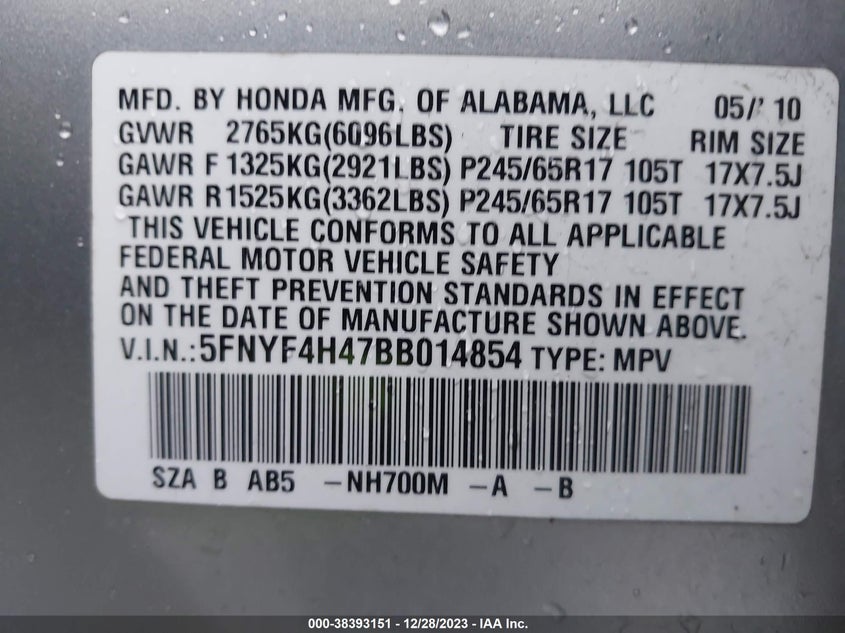 MFD. BY HONDA MFG. OF ALABAMA, LLC 05/' 10
GVWR 2765KG(6096LBS) TIRE SIZE RIM SIZE
GAWR F 1325KG(2921LBS) P245/65R17 105T 17X7.5J
GAWR R 1525KG(3362LBS) P245/65R17 105T 17X7.5J
THIS VEHICLE CONFORMS TO ALL APPLICABLE
FEDERAL MOTOR VEHICLE SAFETY
AND THEFT PREVENTION STANDARDS IN EFFECT
ON THE DATE OF MANUFACTURE SHOWN ABOVE.
V.I.N.:5FNYF4H47BB014854 TYPE: MPV
SZA B AB5 -NH700M -A -B
000-38393151 - 12/28/2023 - IAA Inc.